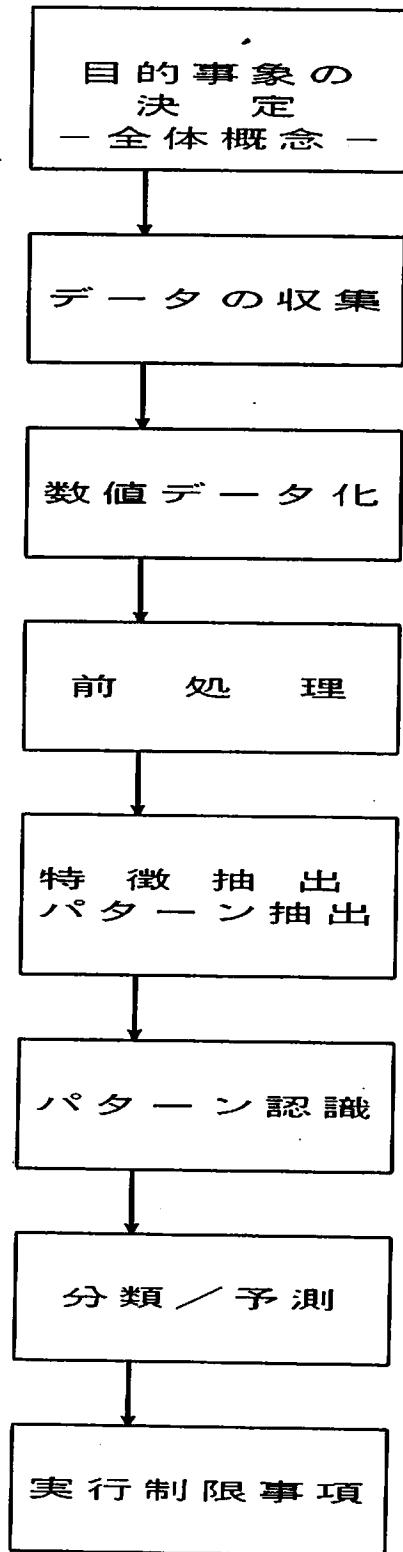 目的事象の
決定
－全体概念－
データの収集
数値データ化
前処理
特徴抽出
パターン抽出
パターン認識
分類／予測
実行制限事項